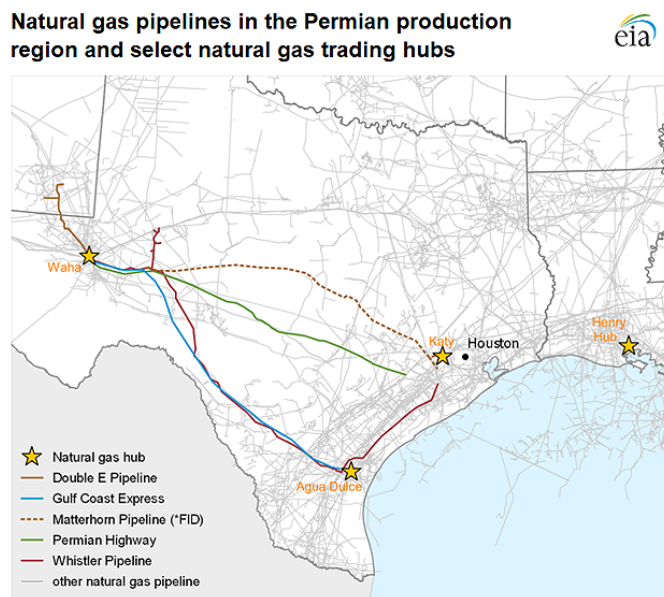 Natural gas pipelines in the Permian production
region and select natural gas trading hubs
eia
Waha
Katy
Houston
Henry
Hub
Agua Dulce
Natural gas hub
Double E Pipeline
Gulf Coast Express
Matterhorn Pipeline (*FID)
Permian Highway
Whistler Pipeline
other natural gas pipeline